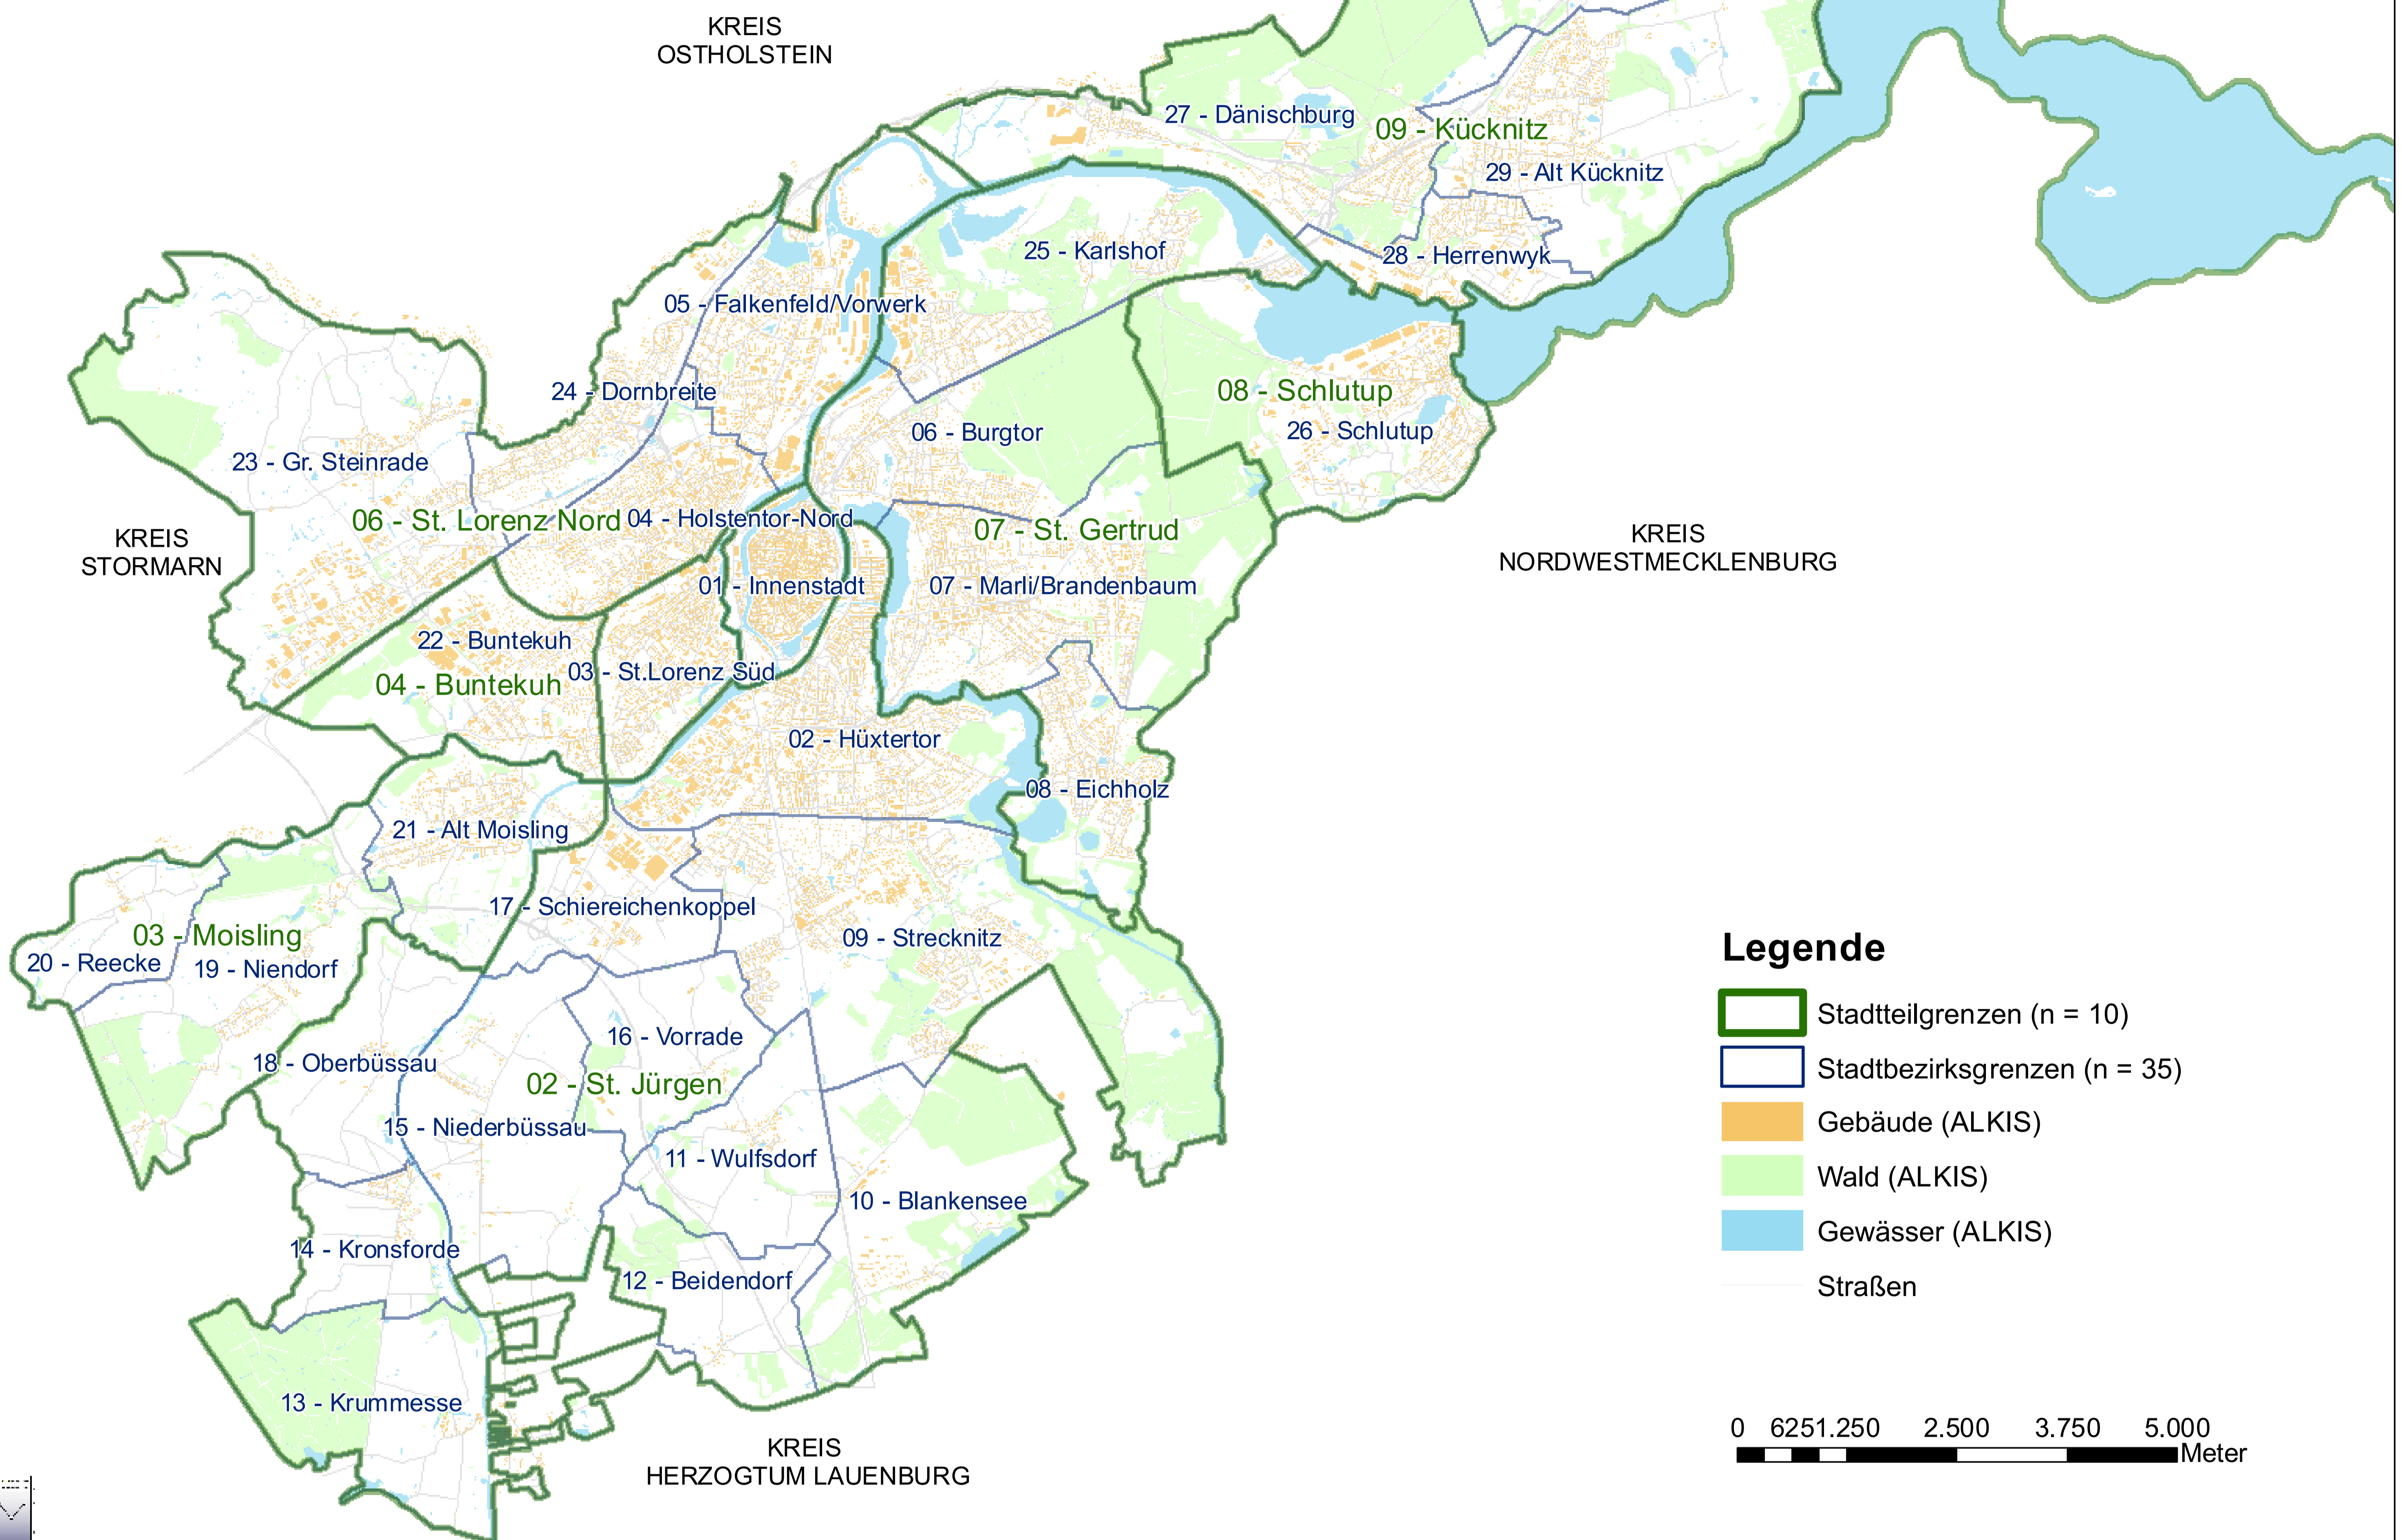 KREIS
OSTHOLSTEIN
27 - Dänischburg
09 - Kücknitz
29 - Alt Kücknitz
25 - Karlshof
28 - Herrenwyk
05 - Falkenfeld/Vorwerk
24 - Dornbreite
08 - Schlutup
26 - Schlutup
06 - Burgtor
23 - Gr. Steinrade
06 - St. Lorenz Nord
04 - Holstentor-Nord
07 - St. Gertrud
KREIS
STORMARN
KREIS
NORDWESTMECKLENBURG
01 - Innenstadt
07 - Marli/Brandenbaum
22 - Buntekuh
03 - St.Lorenz Süd
04 - Buntekuh
02 - Hüxtertor
08 - Eichholz
21 - Alt Moisling
17 - Schiereichenkoppel
03 - Moisling
09 - Strecknitz
20 - Reecke
19 - Niendorf
16 - Vorrade
18 - Oberbüssau
02 - St. Jürgen
15 - Niederbüssau
11 - Wulfsdorf
10 - Blankensee
14 - Kronsforde
12 - Beidendorf
13 - Krummesse
KREIS
HERZOGTUM LAUENBURG
Legende
Stadtteilgrenzen (n = 10)
Stadtbezirksgrenzen (n = 35)
Gebäude (ALKIS)
Wald (ALKIS)
Gewässer (ALKIS)
Straßen
0 625 1.250 2.500 3.750 5.000
Meter